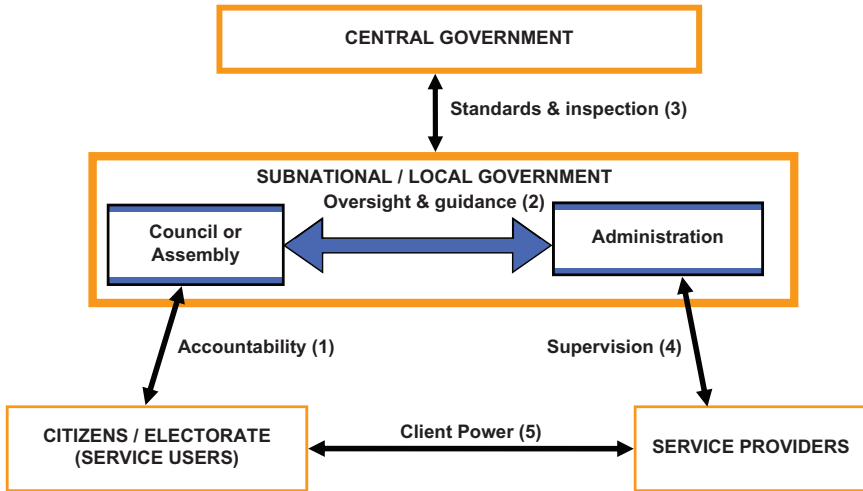 CENTRAL GOVERNMENT
Standards & inspection (3)
SUBNATIONAL / LOCAL GOVERNMENT
Oversight & guidance (2)
Council or
Assembly
Administration
Accountability (1)
Supervision (4)
CITIZENS / ELECTORATE
(SERVICE USERS)
Client Power (5)
SERVICE PROVIDERS